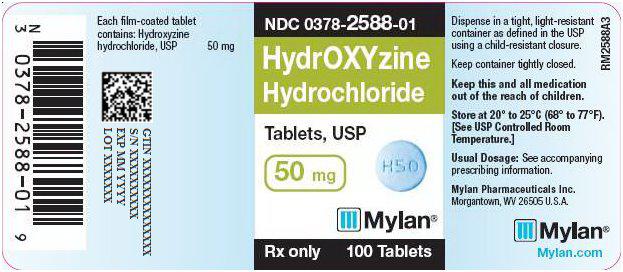 N
3 0378-2588-01 9
Each film-coated tablet
contains: Hydroxyzine
hydrochloride, USP 50 mg
GTIN XXXXXXXXXXXXXX
S/N XXXXXXXXXX
EXP MM YYYY
LOT XXXXXXX
NDC 0378-2588-01
HydrOXYzine
Hydrochloride
Tablets, USP
50 mg
H50
Mylan®
Rx only 100 Tablets
Dispense in a tight, light-resistant
container as defined in the USP
using a child-resistant closure.
Keep container tightly closed.
Keep this and all medication
out of the reach of children.
Store at 20° to 25°C (68° to 77°F).
[See USP Controlled Room
Temperature.]
Usual Dosage: See accompanying
prescribing information.
Mylan Pharmaceuticals Inc.
Morgantown, WV 26505 U.S.A.
Mylan®
Mylan.com
RM2588A3